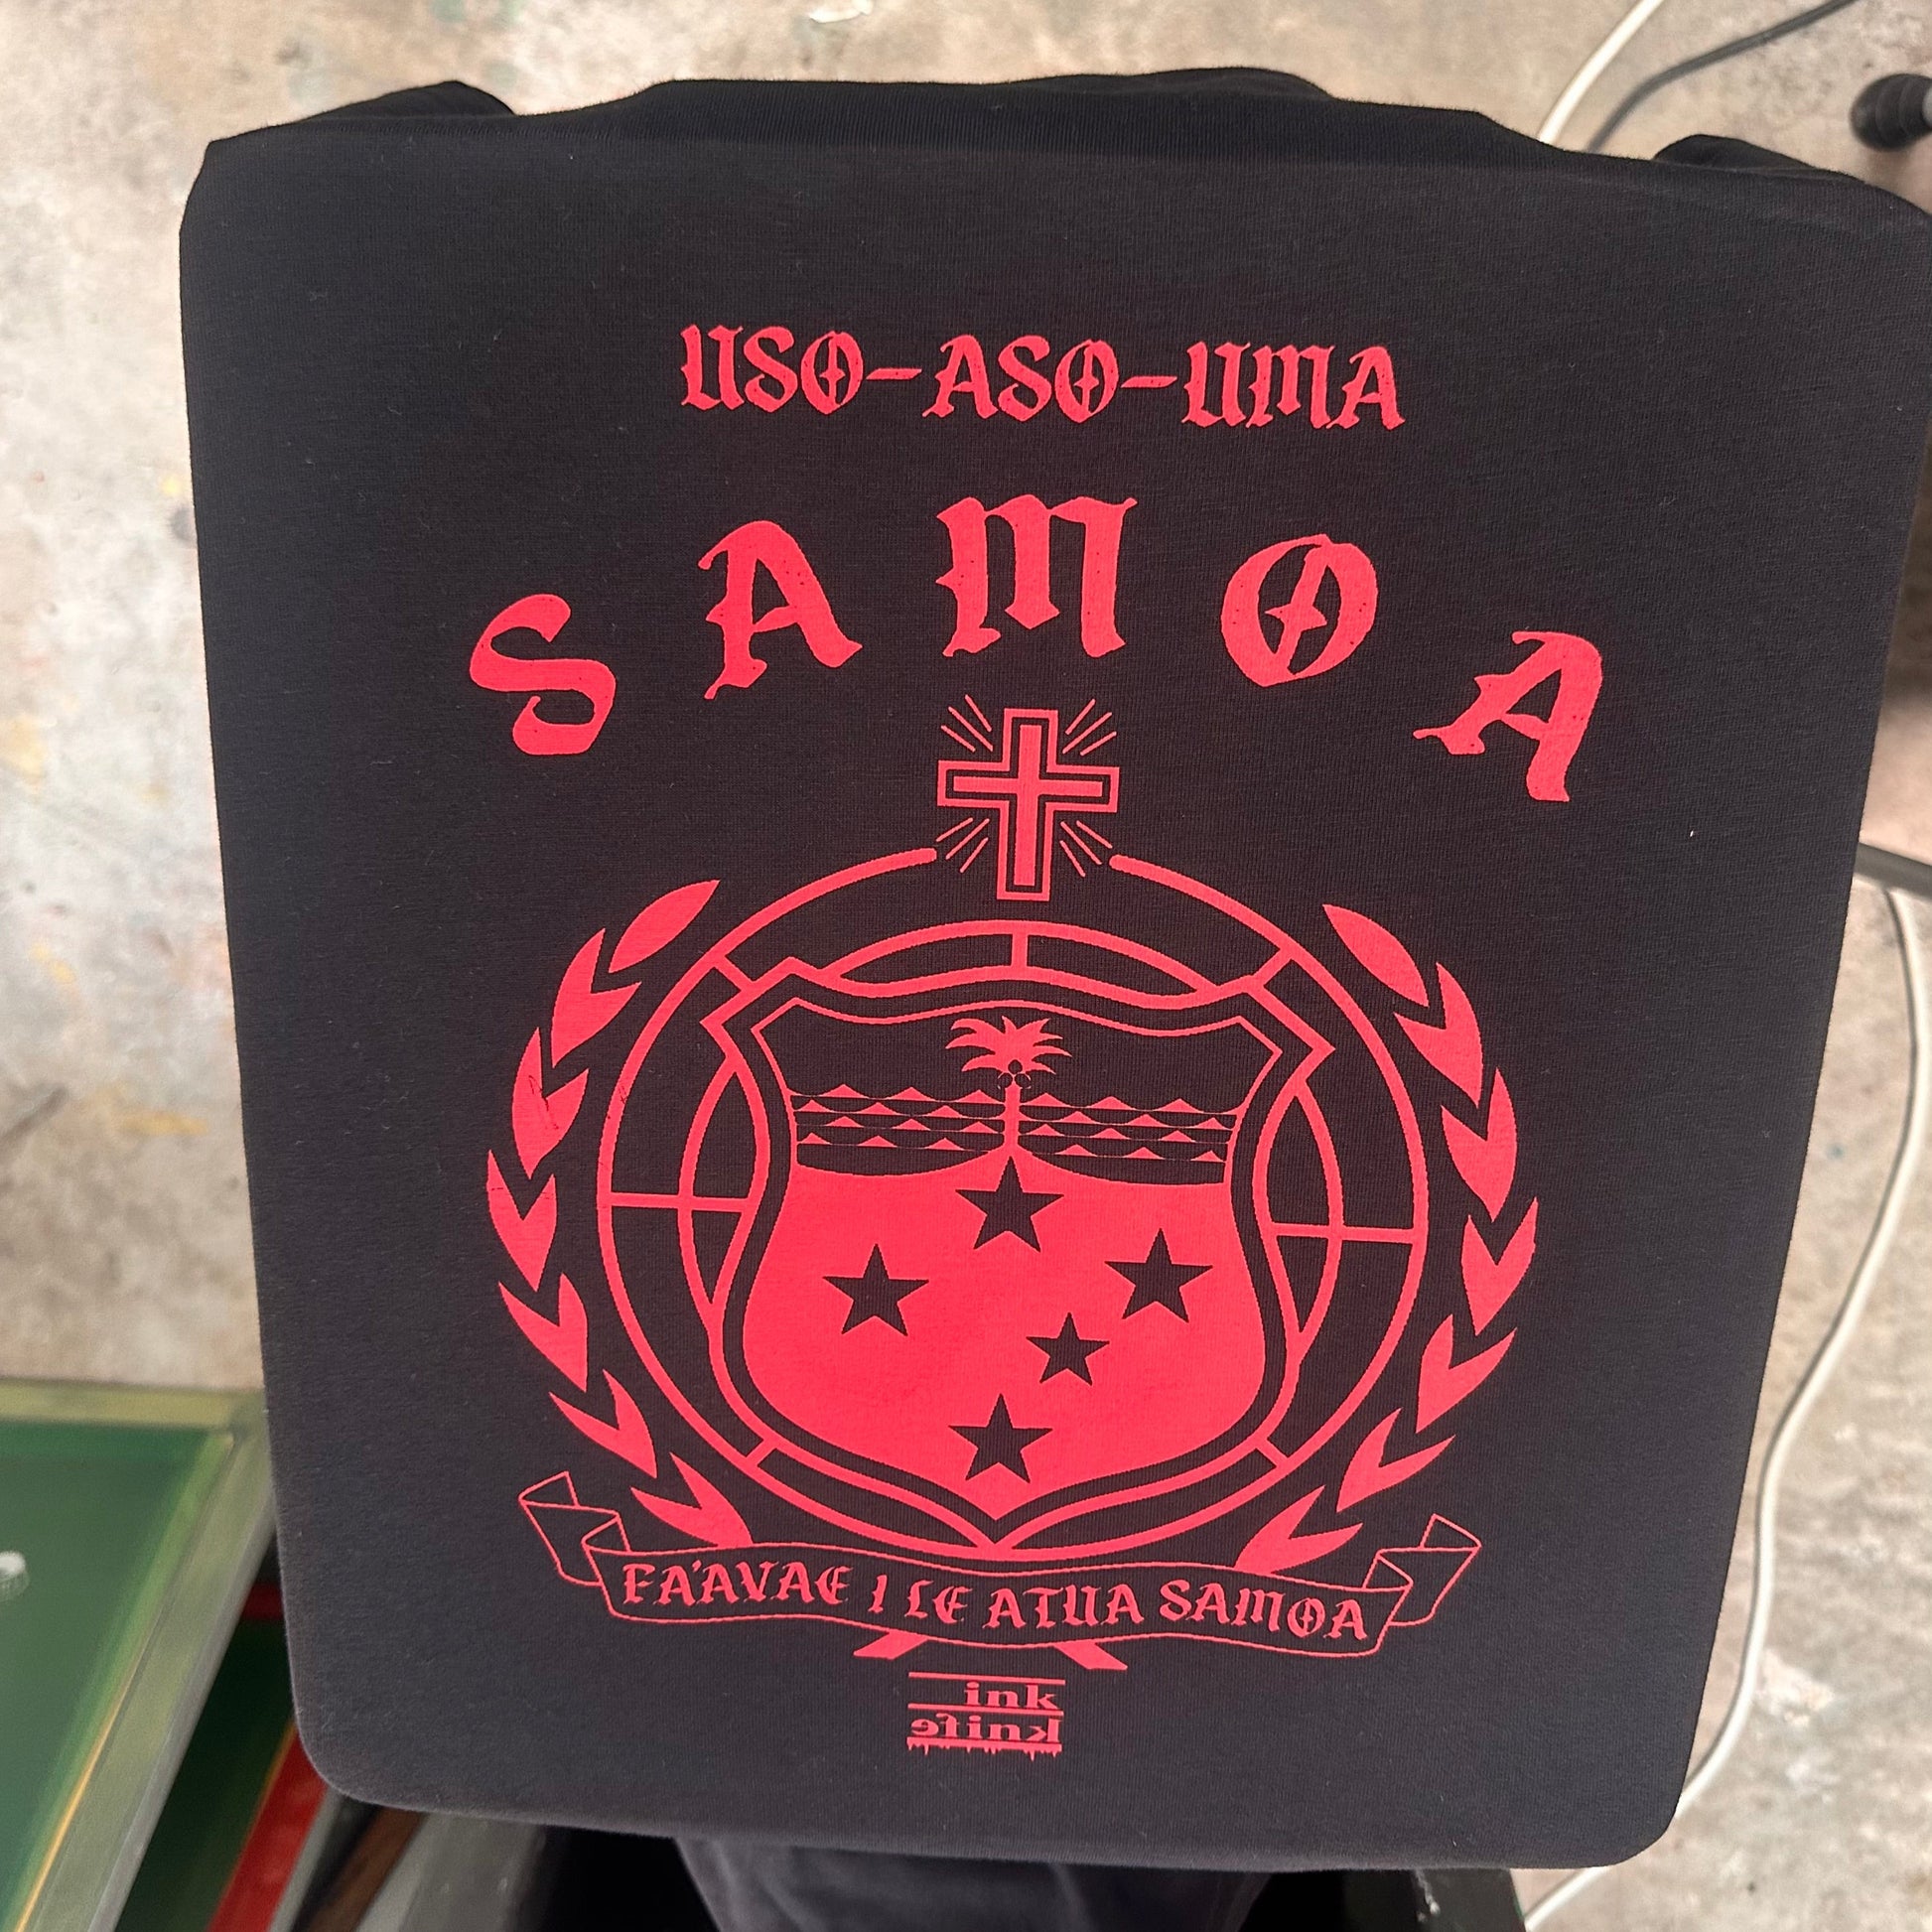 USO-ASO-UMA
SAMOA
FA'AVAE I LE ATUA SAMOA
ink
knife